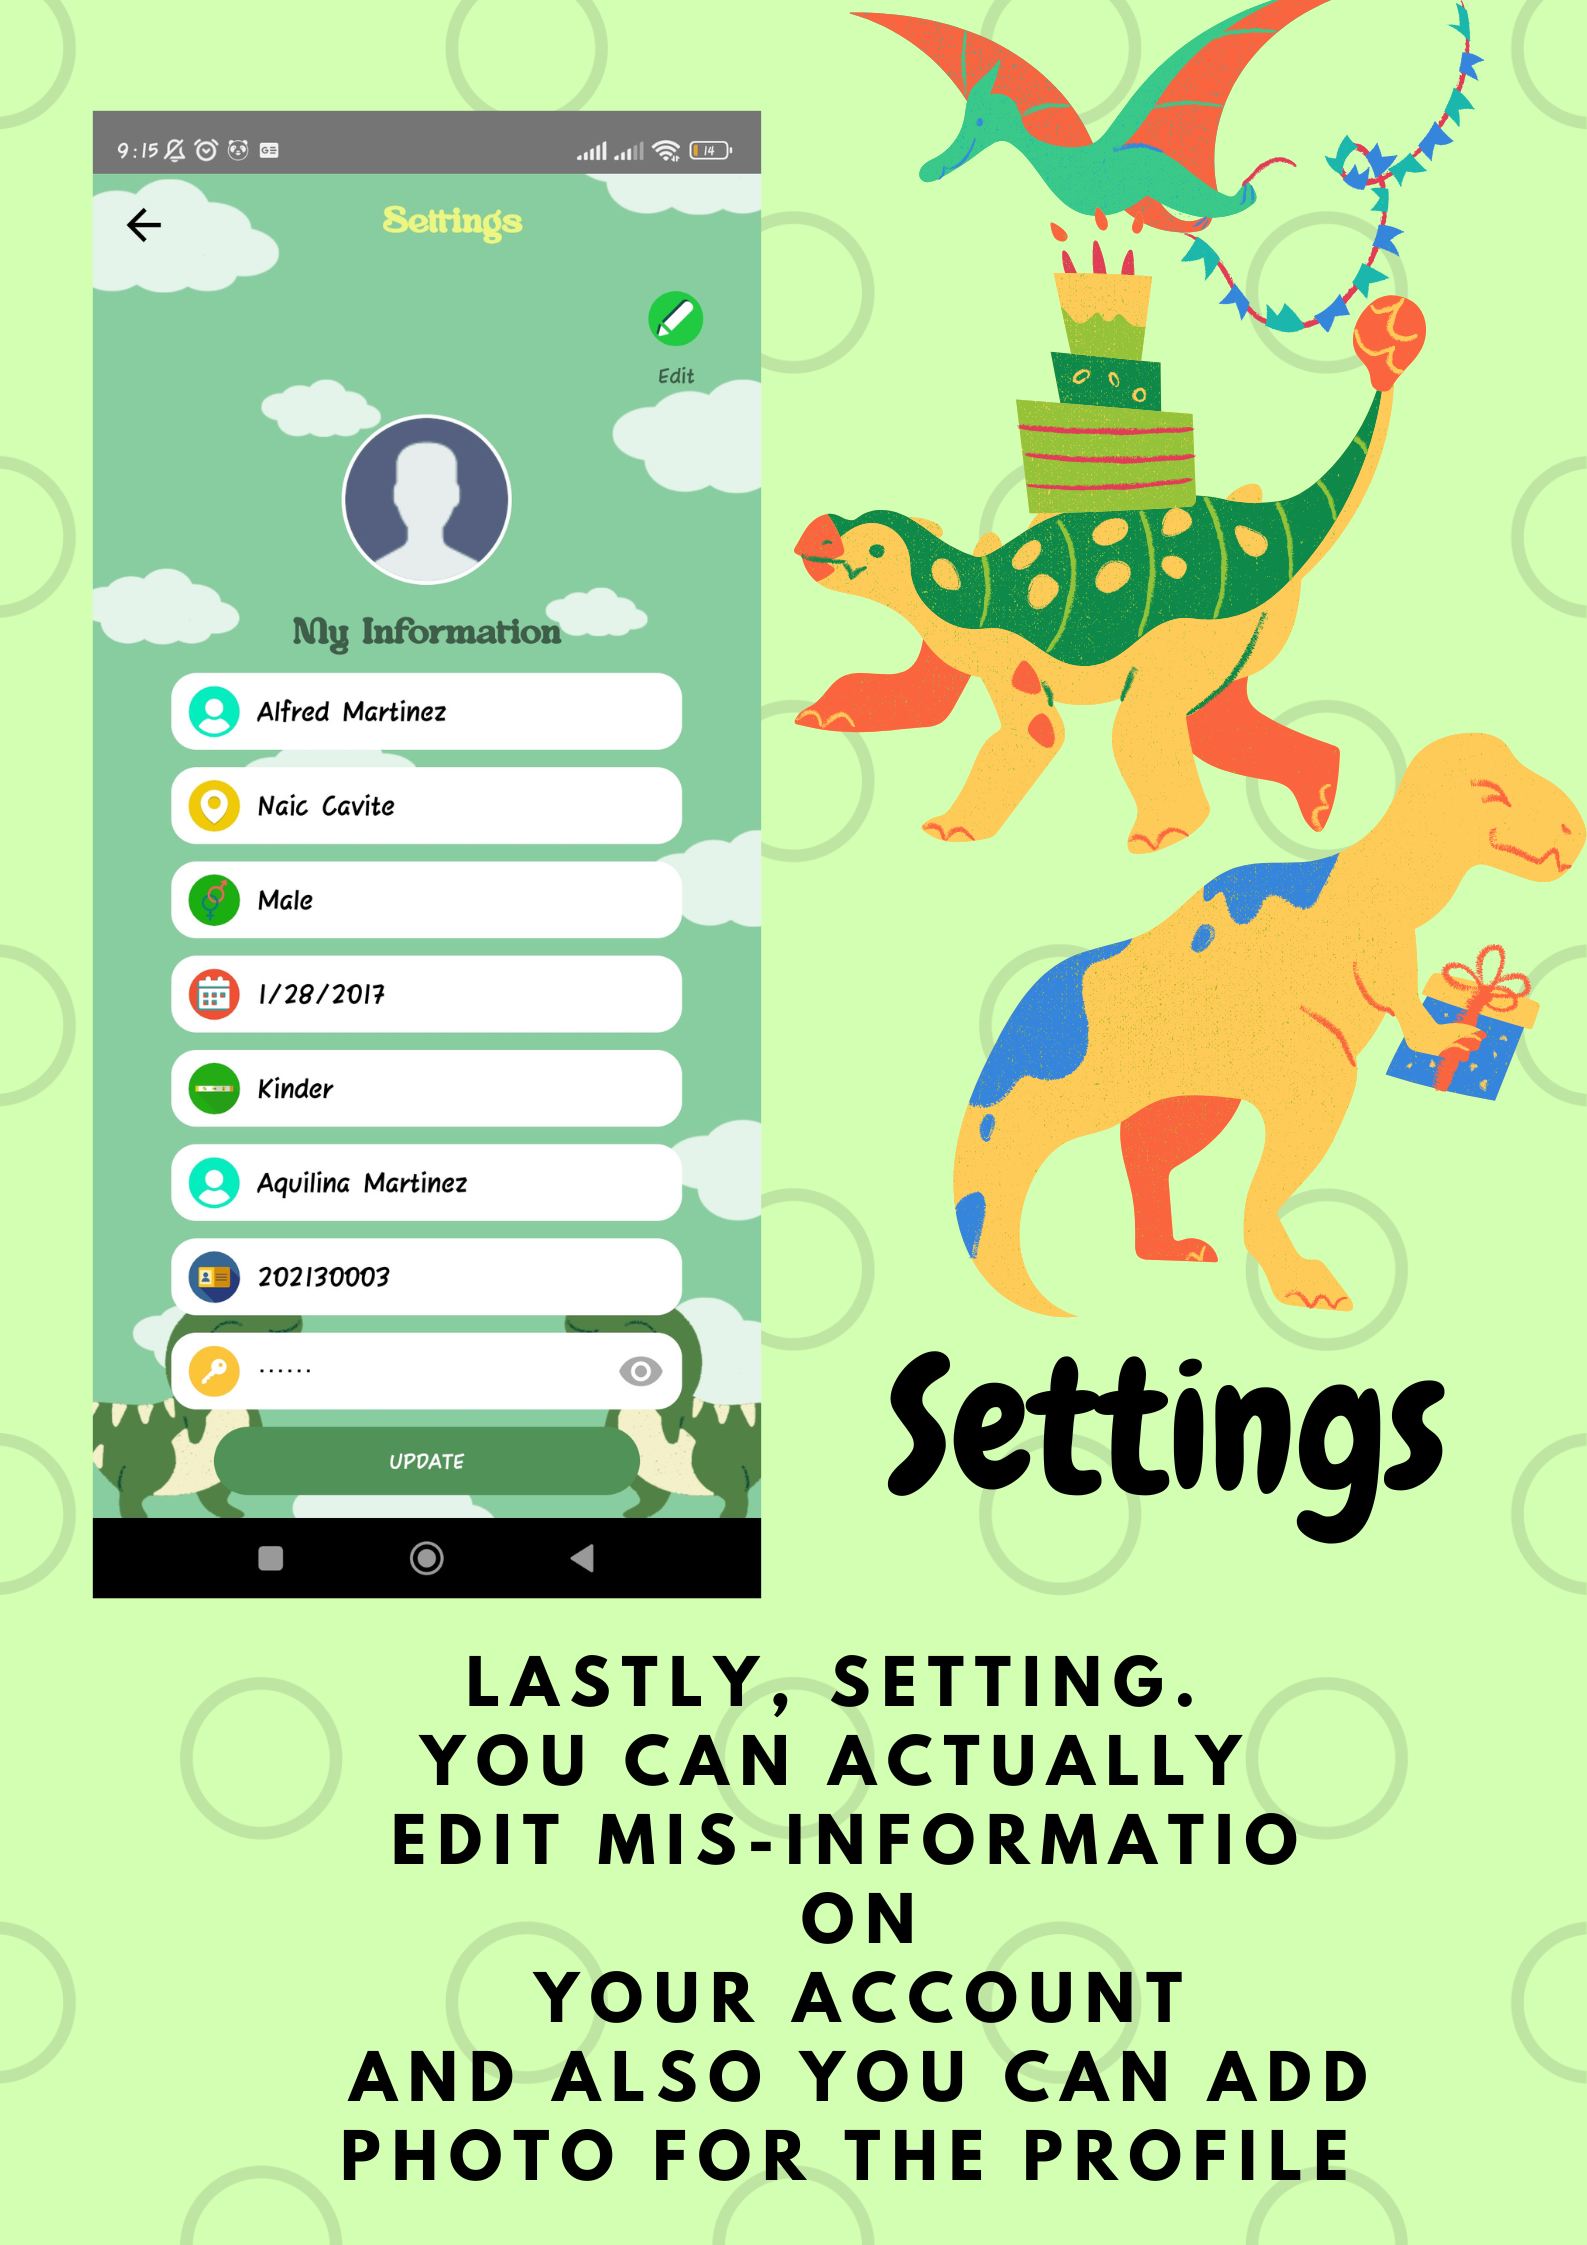 9:15
14
Settings
Edit
My Information
Alfred Martinez
Naic Cavite
Male
1/28/2017
Kinder
Aquilina Martinez
202130003
······
UPDATE
Settings
LASTLY, SETTING.
YOU CAN ACTUALLY
EDIT MIS-INFORMATIO
ON
YOUR ACCOUNT
AND ALSO YOU CAN ADD
PHOTO FOR THE PROFILE